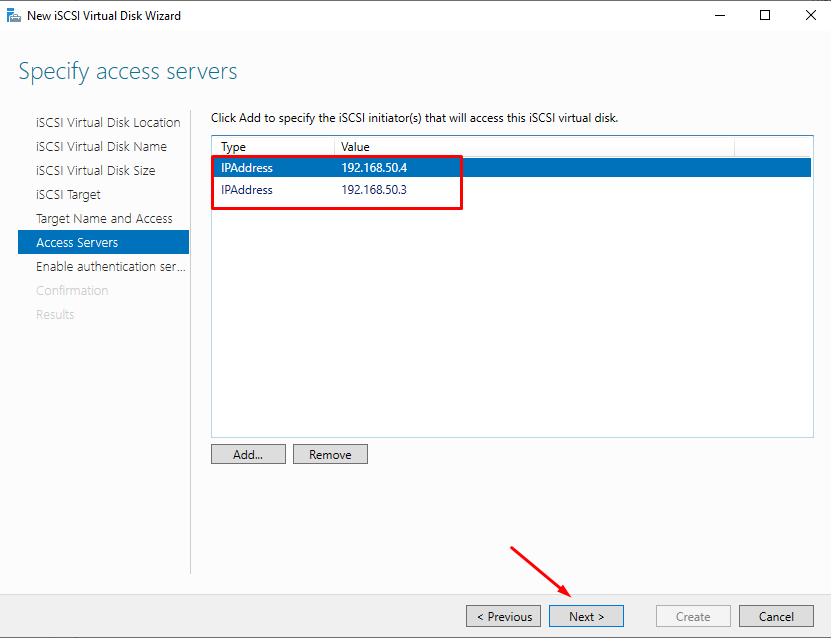 New iSCSI Virtual Disk Wizard
Specify access servers
iSCSI Virtual Disk Location
iSCSI Virtual Disk Name
iSCSI Virtual Disk Size
iSCSI Target
Target Name and Access
Access Servers
Enable authentication ser...
Confirmation
Results
Click Add to specify the iSCSI initiator(s) that will access this iSCSI virtual disk.
Type Value
IPAddress 192.168.50.4
IPAddress 192.168.50.3
Add... Remove
< Previous Next > Create Cancel